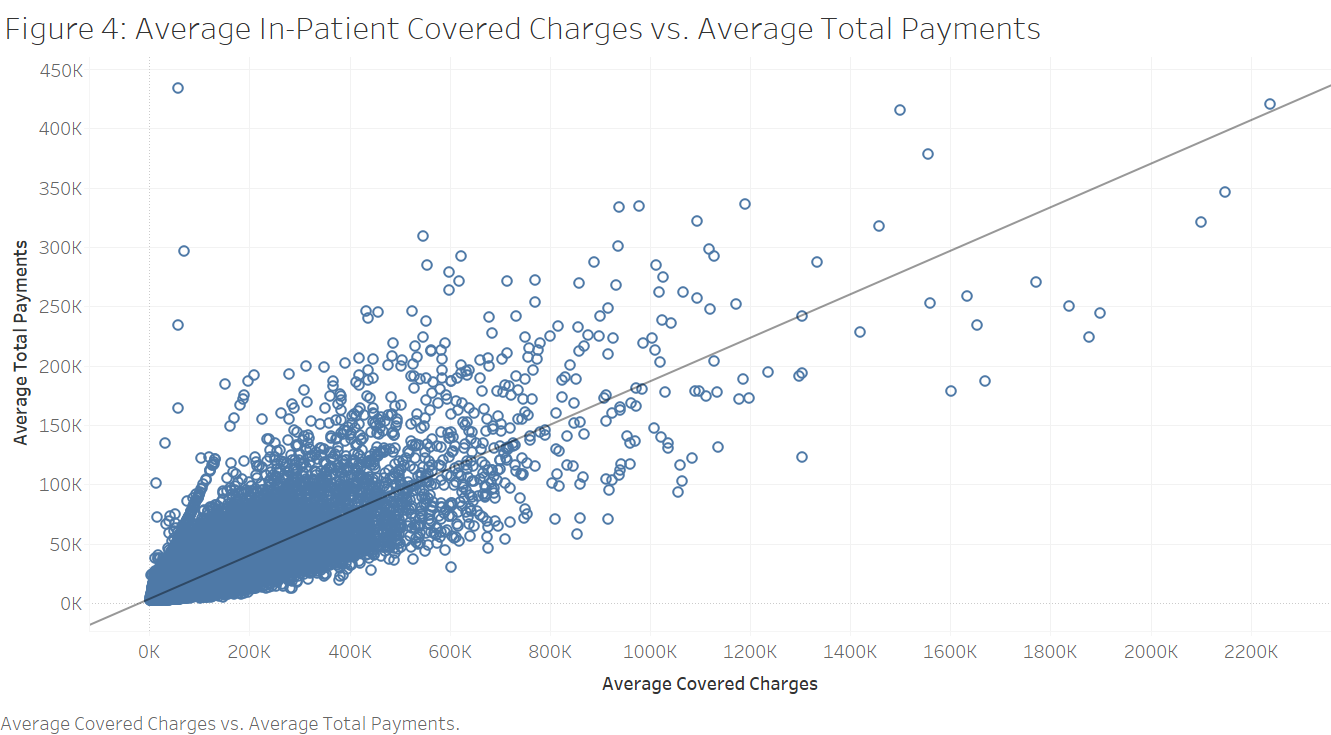 Figure 4: Average In-Patient Covered Charges vs. Average Total Payments
450K
400K
350K
300K
250K
200K
150K
100K
50K
0K
Average Total Payments
0K 200K 400K 600K 800K 1000K 1200K 1400K 1600K 1800K 2000K 2200K
Average Covered Charges
Average Covered Charges vs. Average Total Payments.